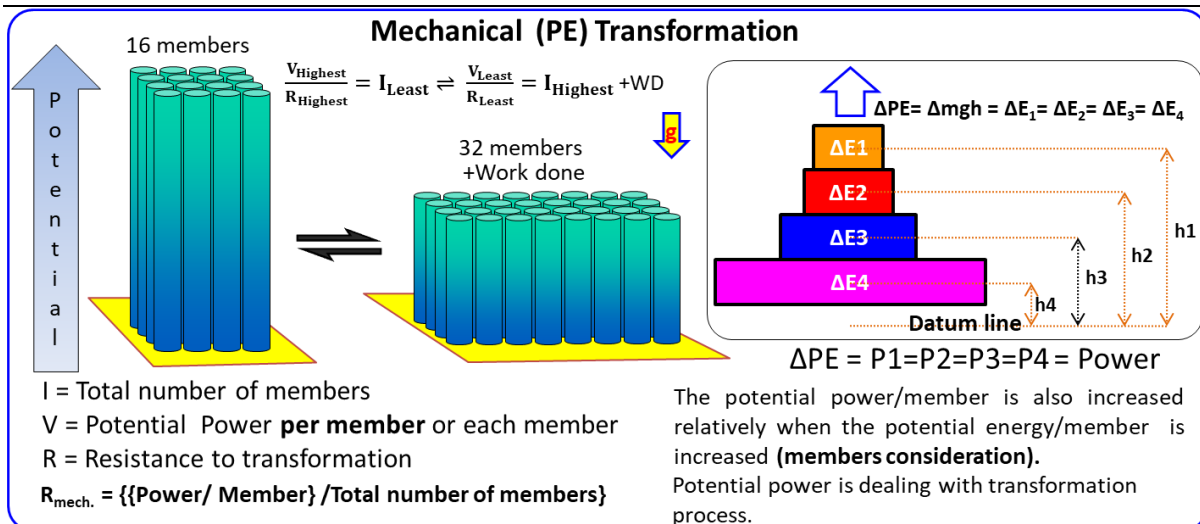 Mechanical (PE) Transformation
16 members
V_Highest / R_Highest = I_Least ⇌ V_Least / R_Least = I_Highest +WD
Potential
g
32 members
+Work done
ΔPE= Δmgh = ΔE₁= ΔE₂= ΔE₃= ΔE₄
ΔE1
ΔE2
ΔE3
ΔE4
h1
h2
h3
h4
Datum line
I = Total number of members
V = Potential Power per member or each member
R = Resistance to transformation
R_mech. = {{Power/ Member} /Total number of members}
ΔPE = P1=P2=P3=P4 = Power
The potential power/member is also increased
relatively when the potential energy/member is
increased (members consideration).
Potential power is dealing with transformation
process.